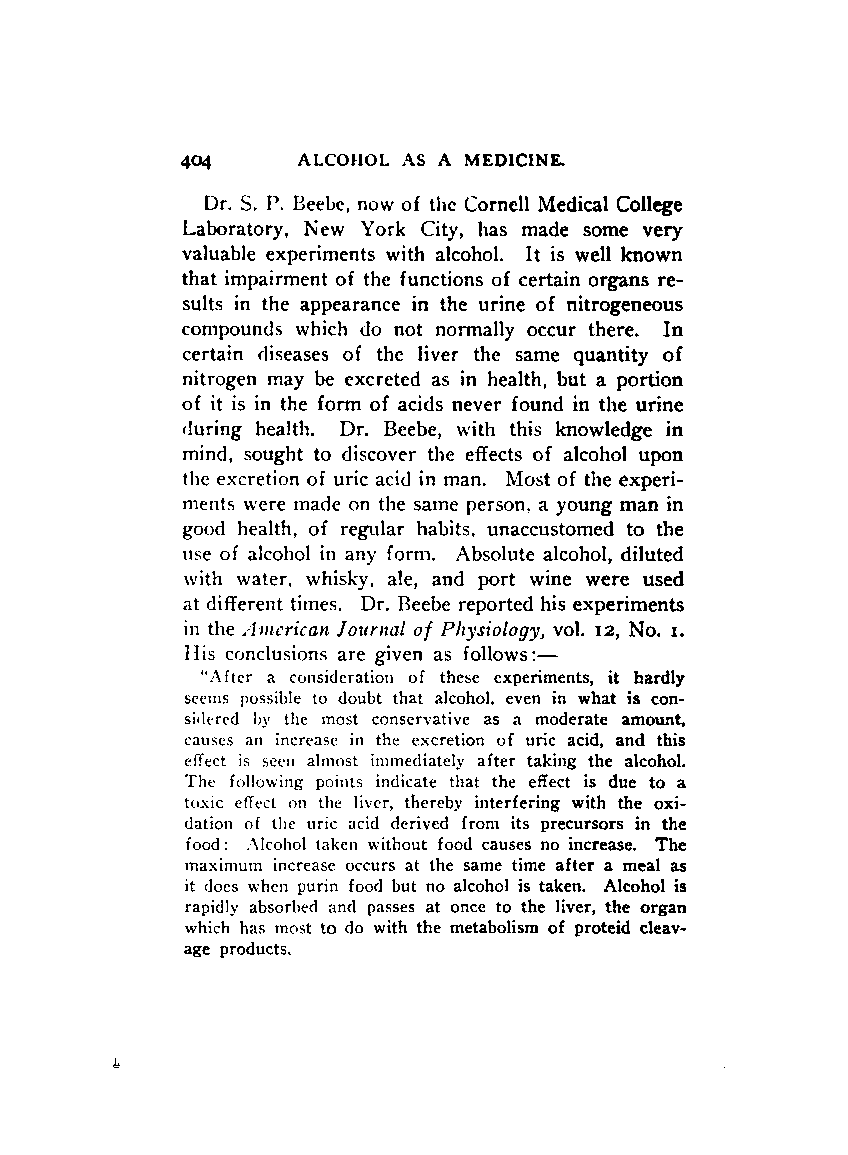 404 ALCOHOL AS A MEDICINE.
Dr. S. P. Beebe, now of the Cornell Medical College
Laboratory, New York City, has made some very
valuable experiments with alcohol. It is well known
that impairment of the functions of certain organs re-
sults in the appearance in the urine of nitrogeneous
compounds which do not normally occur there. In
certain diseases of the liver the same quantity of
nitrogen may be excreted as in health, but a portion
of it is in the form of acids never found in the urine
during health. Dr. Beebe, with this knowledge in
mind, sought to discover the effects of alcohol upon
the excretion of uric acid in man. Most of the experi-
ments were made on the same person, a young man in
good health, of regular habits, unaccustomed to the
use of alcohol in any form. Absolute alcohol, diluted
with water, whisky, ale, and port wine were used
at different times. Dr. Beebe reported his experiments
in the American Journal of Physiology, vol. 12, No. 1.
His conclusions are given as follows:—
"After a consideration of these experiments, it hardly
seems possible to doubt that alcohol, even in what is con-
sidered by the most conservative as a moderate amount,
causes an increase in the excretion of uric acid, and this
effect is seen almost immediately after taking the alcohol.
The following points indicate that the effect is due to a
toxic effect on the liver, thereby interfering with the oxi-
dation of the uric acid derived from its precursors in the
food: Alcohol taken without food causes no increase. The
maximum increase occurs at the same time after a meal as
it does when purin food but no alcohol is taken. Alcohol is
rapidly absorbed and passes at once to the liver, the organ
which has most to do with the metabolism of proteid cleav-
age products.